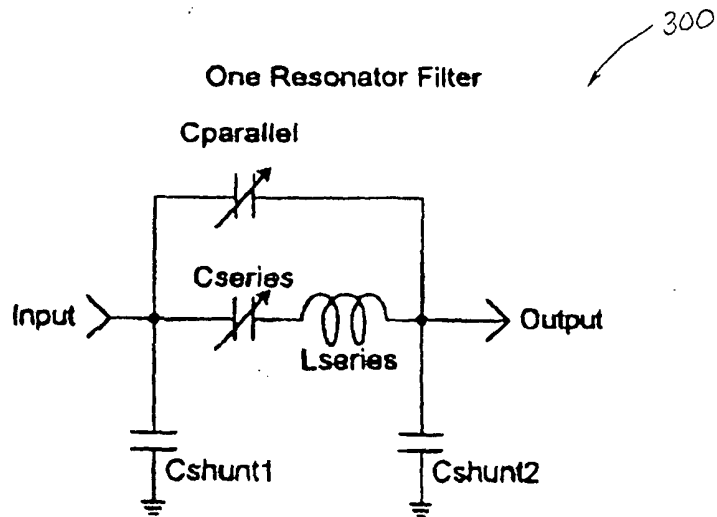 300
One Resonator Filter
Cparallel
Cseries
Input
Output
Lseries
Cshunt1
Cshunt2